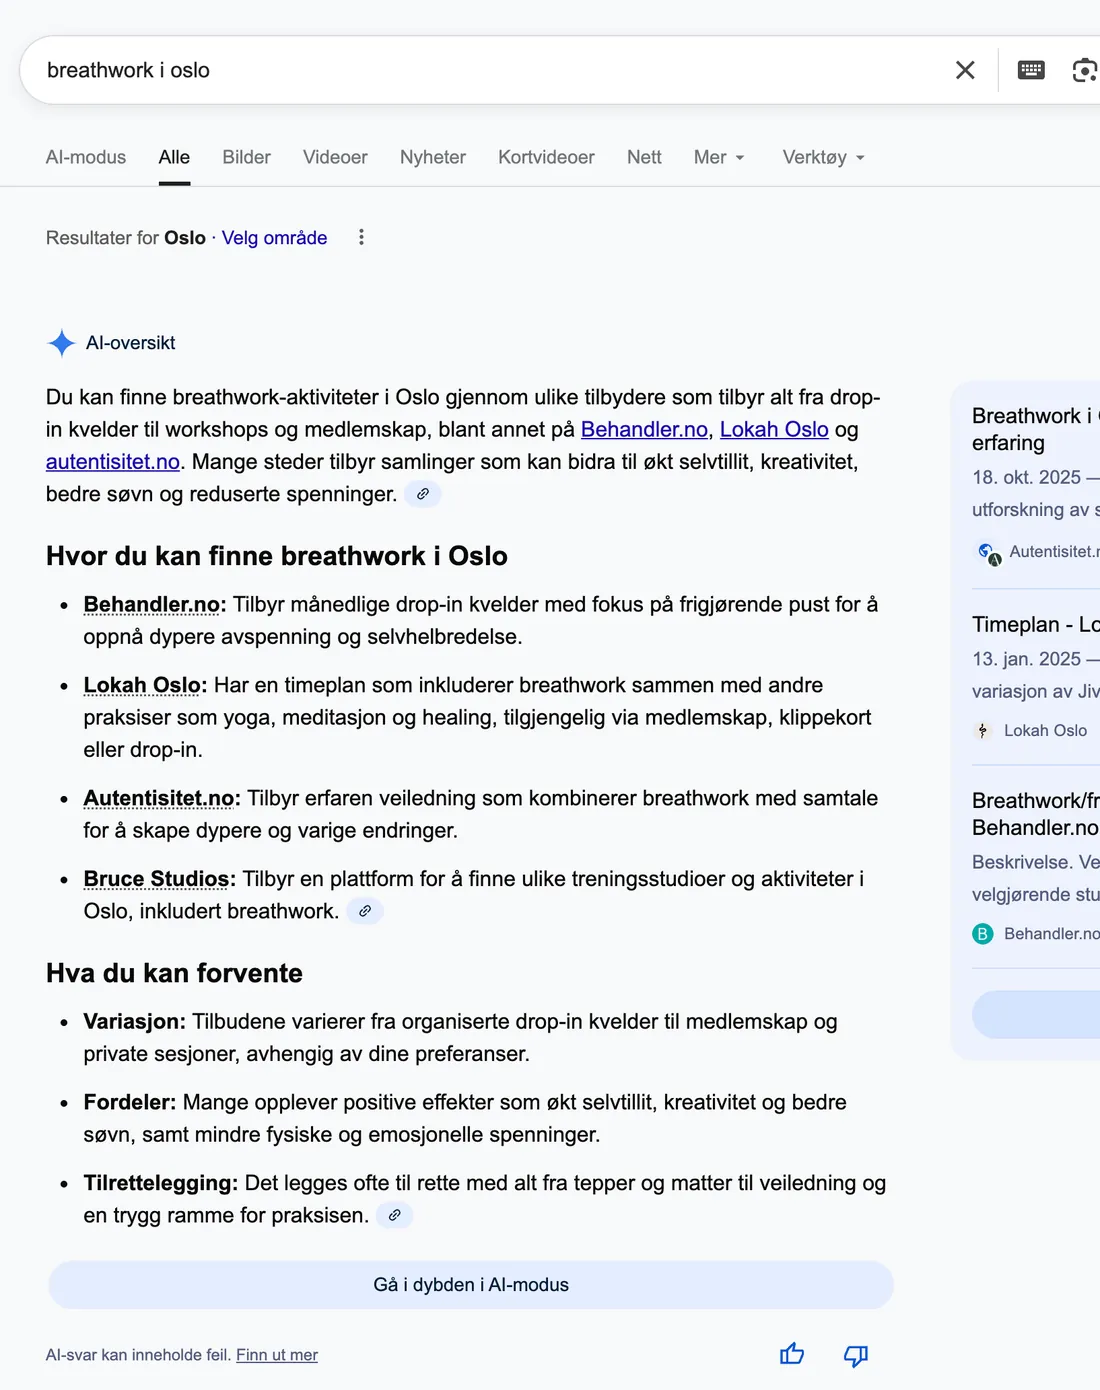 breathwork i oslo
AI-modus Alle Bilder Videoer Nyheter Kortvideoer Nett Mer Verktøy
Resultater for Oslo · Velg område
AI-oversikt
Du kan finne breathwork-aktiviteter i Oslo gjennom ulike tilbydere som tilbyr alt fra drop-
in kvelder til workshops og medlemskap, blant annet på Behandler.no, Lokah Oslo og
autentisitet.no. Mange steder tilbyr samlinger som kan bidra til økt selvtillit, kreativitet,
bedre søvn og reduserte spenninger.
Hvor du kan finne breathwork i Oslo
• Behandler.no: Tilbyr månedlige drop-in kvelder med fokus på frigjørende pust for å
oppnå dypere avspenning og selvhelbredelse.
• Lokah Oslo: Har en timeplan som inkluderer breathwork sammen med andre
praksiser som yoga, meditasjon og healing, tilgjengelig via medlemskap, klippekort
eller drop-in.
• Autentisitet.no: Tilbyr erfaren veiledning som kombinerer breathwork med samtale
for å skape dypere og varige endringer.
• Bruce Studios: Tilbyr en plattform for å finne ulike treningsstudioer og aktiviteter i
Oslo, inkludert breathwork.
Hva du kan forvente
• Variasjon: Tilbudene varierer fra organiserte drop-in kvelder til medlemskap og
private sesjoner, avhengig av dine preferanser.
• Fordeler: Mange opplever positive effekter som økt selvtillit, kreativitet og bedre
søvn, samt mindre fysiske og emosjonelle spenninger.
• Tilrettelegging: Det legges ofte til rette med alt fra tepper og matter til veiledning og
en trygg ramme for praksisen.
Gå i dybden i AI-modus
AI-svar kan inneholde feil. Finn ut mer
Breathwork i
erfaring
18. okt. 2025 —
utforskning av
Autentisitet.
Timeplan - Lo
13. jan. 2025 —
variasjon av Jiv
Lokah Oslo
Breathwork/fr
Behandler.no
Beskrivelse. Ve
velgjørende stu
B Behandler.no